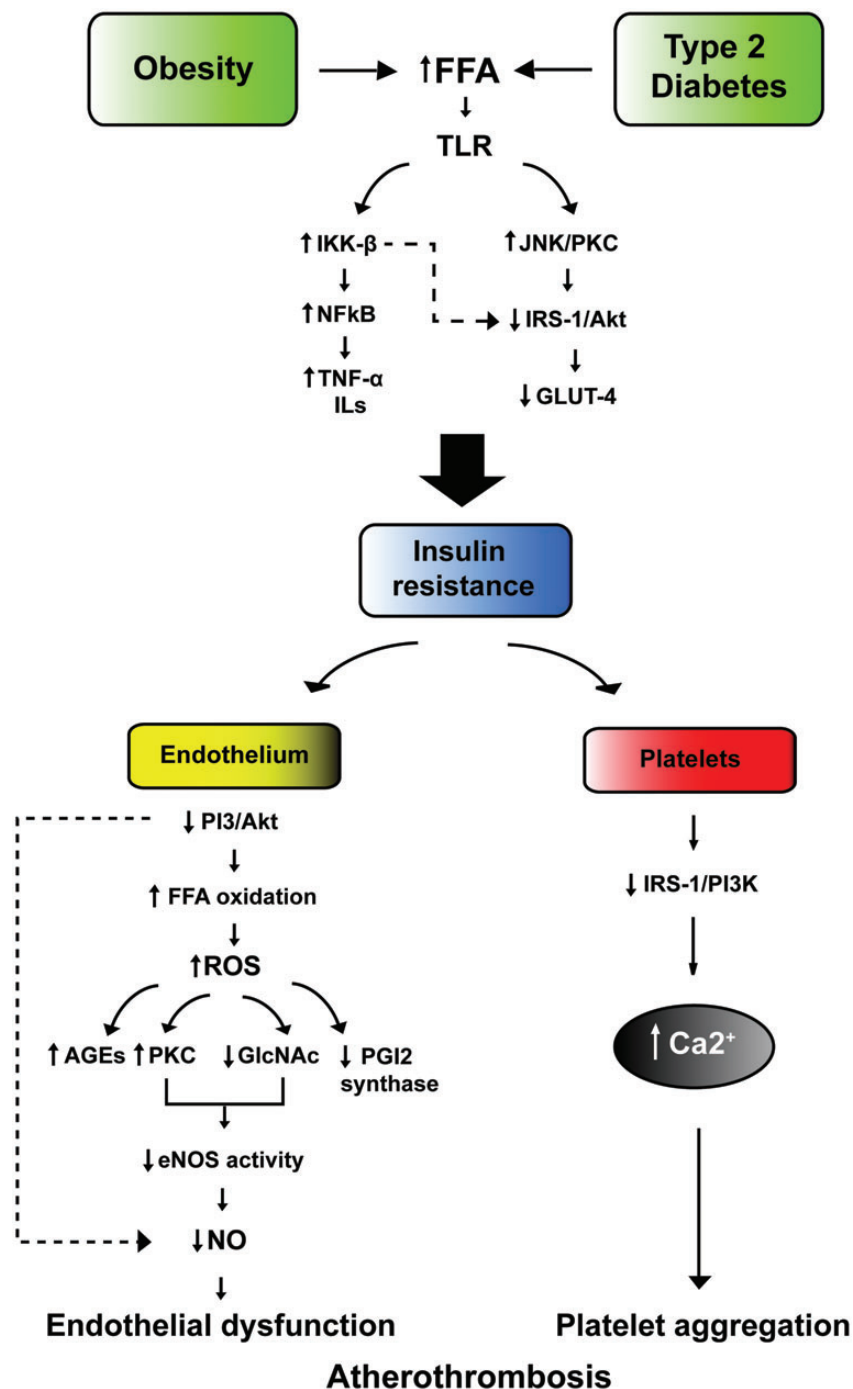 Obesity
↑FFA
Type 2
Diabetes
TLR
↑IKK-β
↑JNK/PKC
↑NFkB
↓IRS-1/Akt
↑TNF-α
ILs
↓GLUT-4
Insulin
resistance
Endothelium
Platelets
↓PI3/Akt
↓IRS-1/PI3K
↑FFA oxidation
↑ROS
↑Ca2⁺
↑AGEs ↑PKC ↓GlcNAc ↓PGI2
synthase
↓eNOS activity
↓NO
Endothelial dysfunction
Platelet aggregation
Atherothrombosis